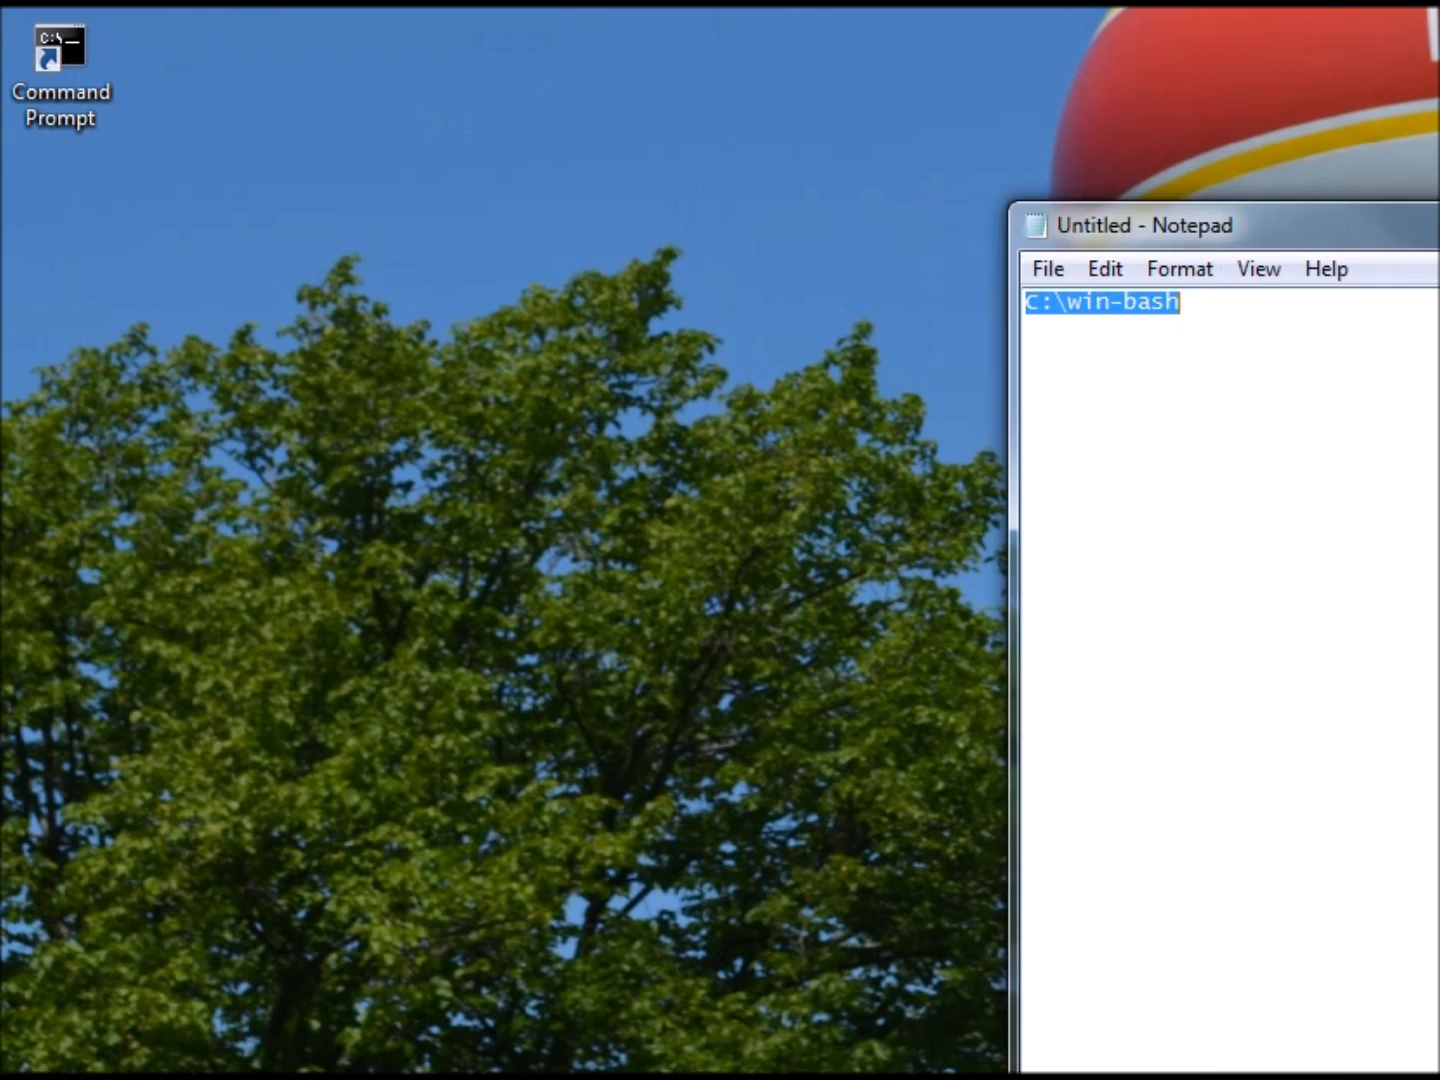 C:\_
Command
Prompt
Untitled - Notepad
File Edit Format View Help
C:\win-bash